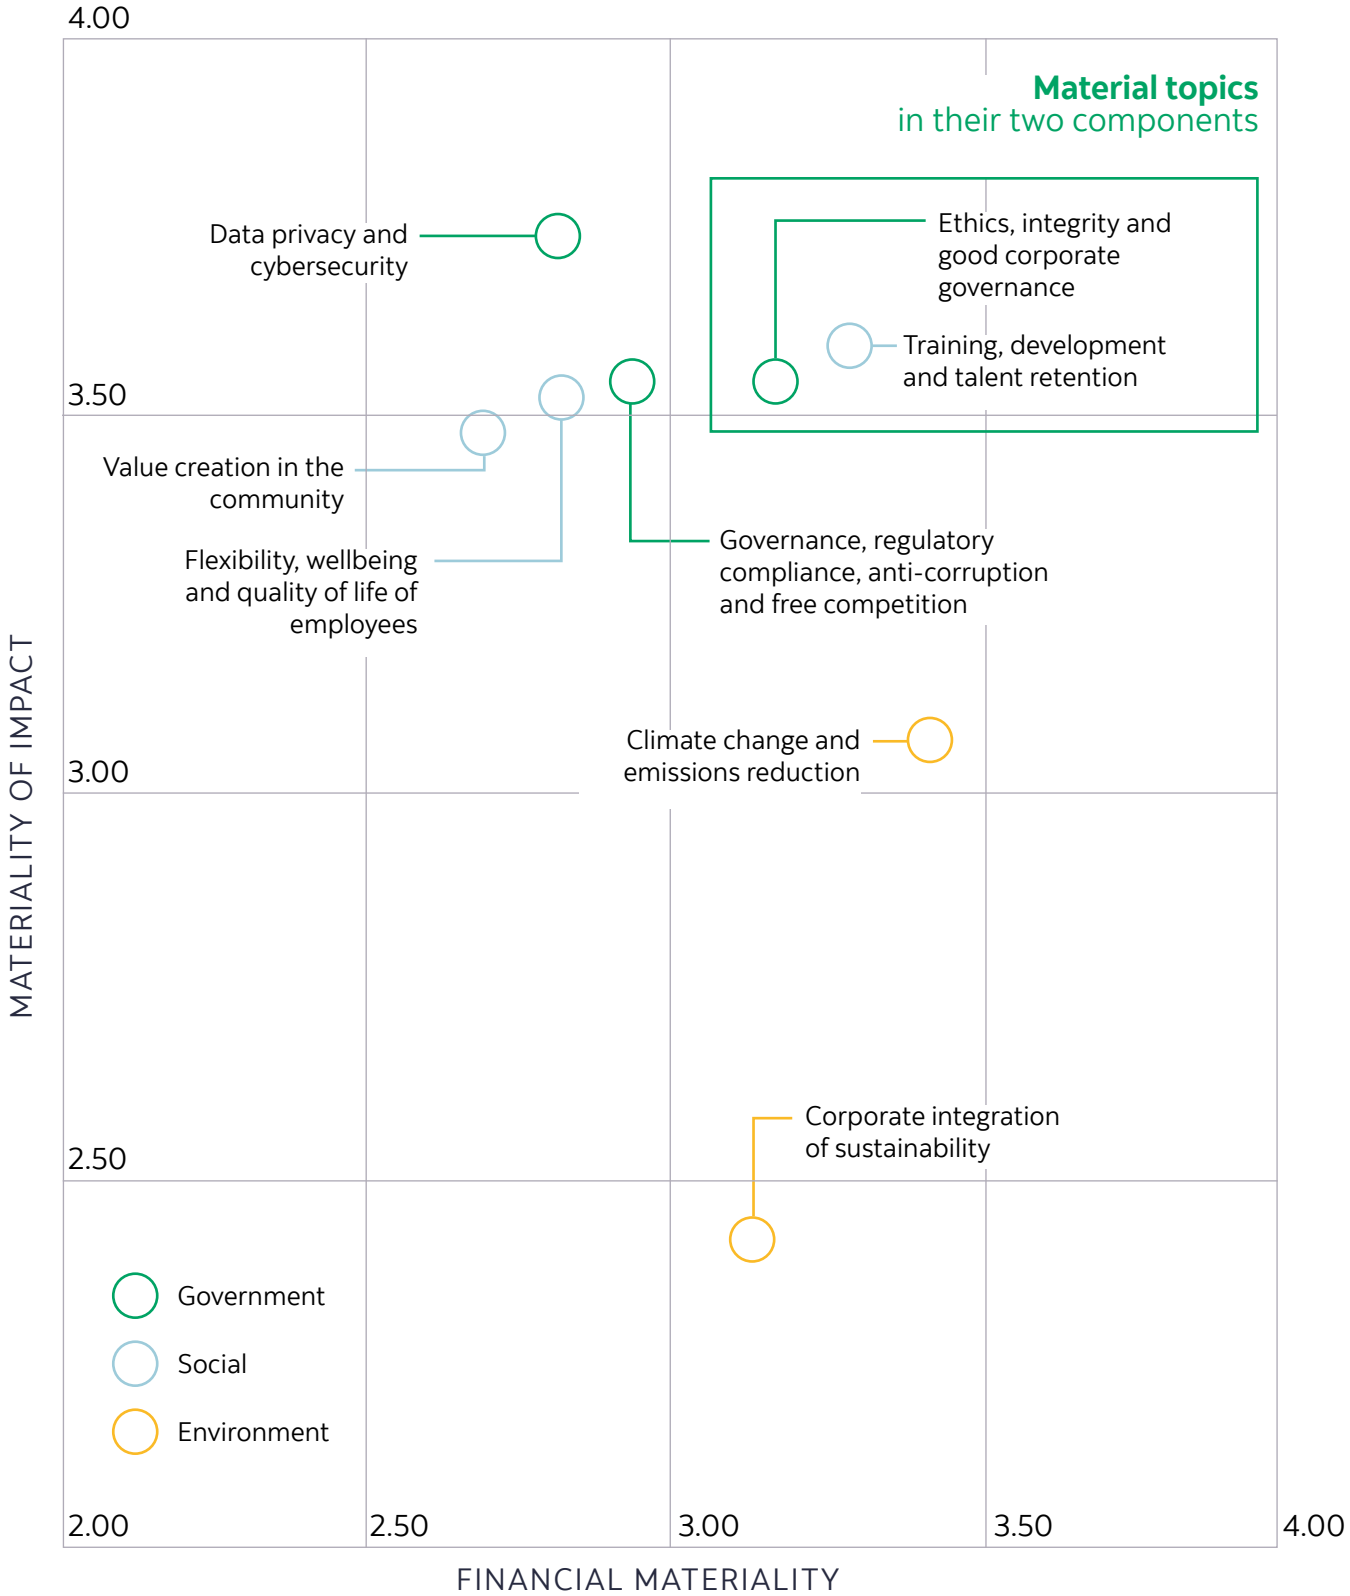 4.00
Material topics
in their two components
Data privacy and
cybersecurity
Ethics, integrity and
good corporate
governance
Training, development
and talent retention
3.50
Value creation in the
community
Flexibility, wellbeing
and quality of life of
employees
Governance, regulatory
compliance, anti-corruption
and free competition
MATERIALITY OF IMPACT
Climate change and
emissions reduction
3.00
Corporate integration
of sustainability
2.50
Government
Social
Environment
2.00
2.50
3.00
3.50
4.00
FINANCIAL MATERIALITY